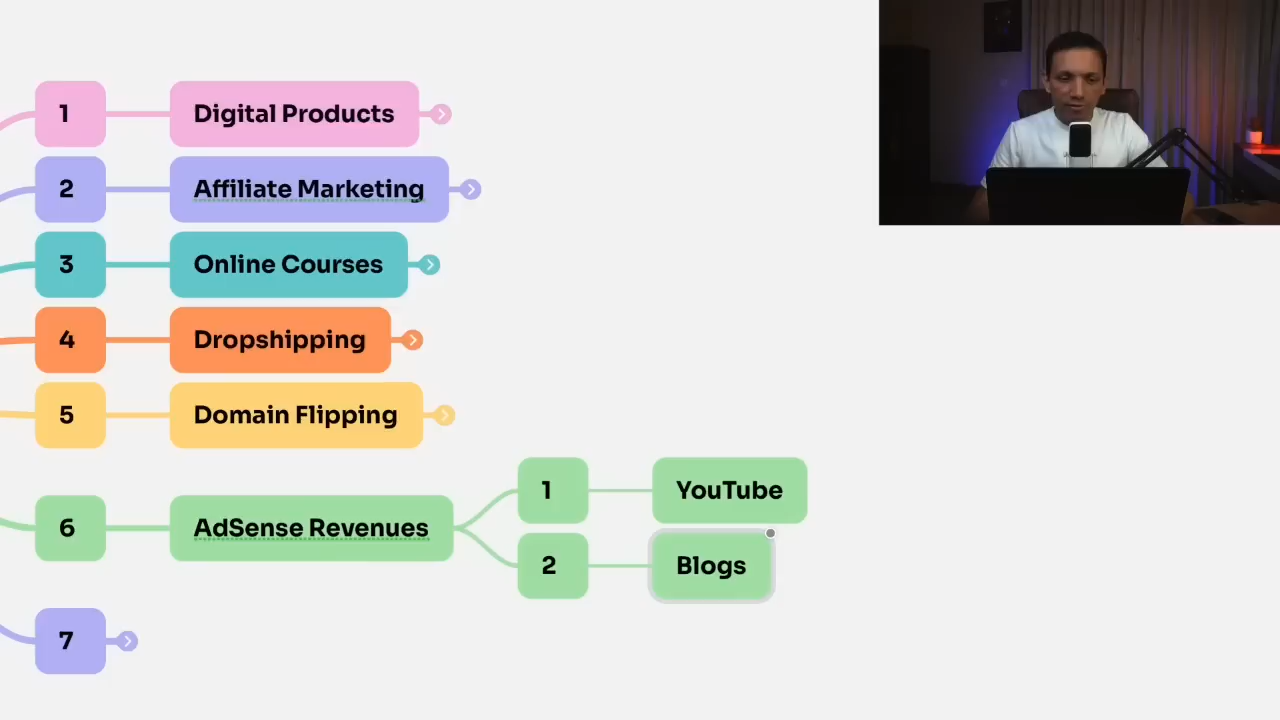 1 Digital Products
2 Affiliate Marketing
3 Online Courses
4 Dropshipping
5 Domain Flipping
6 AdSense Revenues
1 YouTube
2 Blogs
7